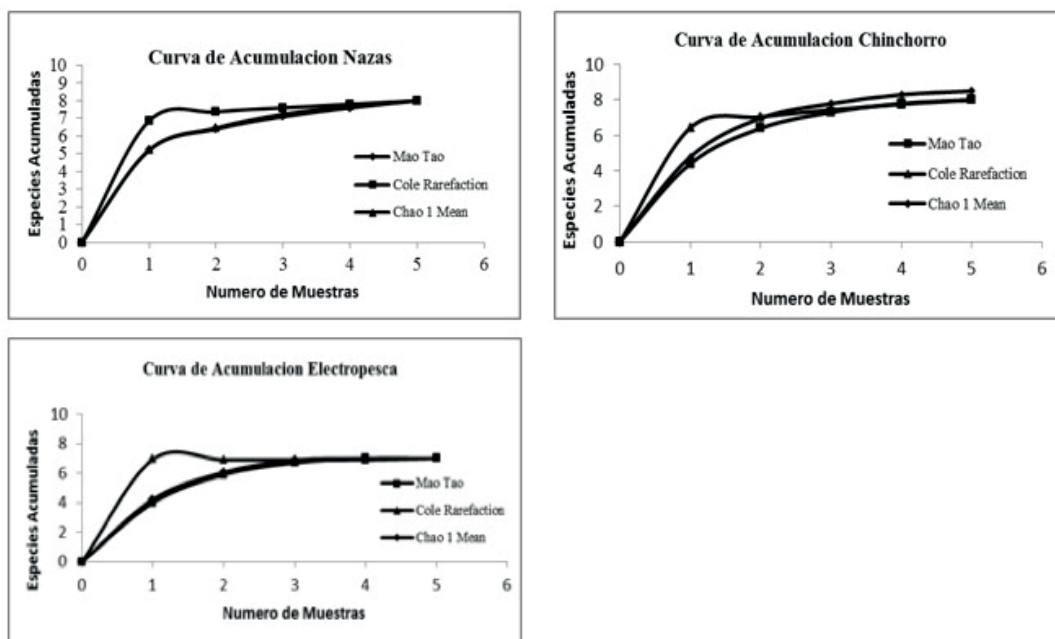 Curva de Acumulacion Nazas
Especies Acumuladas
10
9
8
7
6
5
4
3
2
1
0
0 1 2 3 4 5 6
Numero de Muestras
Mao Tao
Cole Rarefaction
Chao 1 Mean
Curva de Acumulacion Chinchorro
Especies Acumuladas
10
8
6
4
2
0
0 1 2 3 4 5 6
Numero de Muestras
Mao Tao
Cole Rarefaction
Chao 1 Mean
Curva de Acumulacion Electropesca
Especies Acumuladas
10
8
6
4
2
0
0 1 2 3 4 5 6
Numero de Muestras
Mao Tao
Cole Rarefaction
Chao 1 Mean